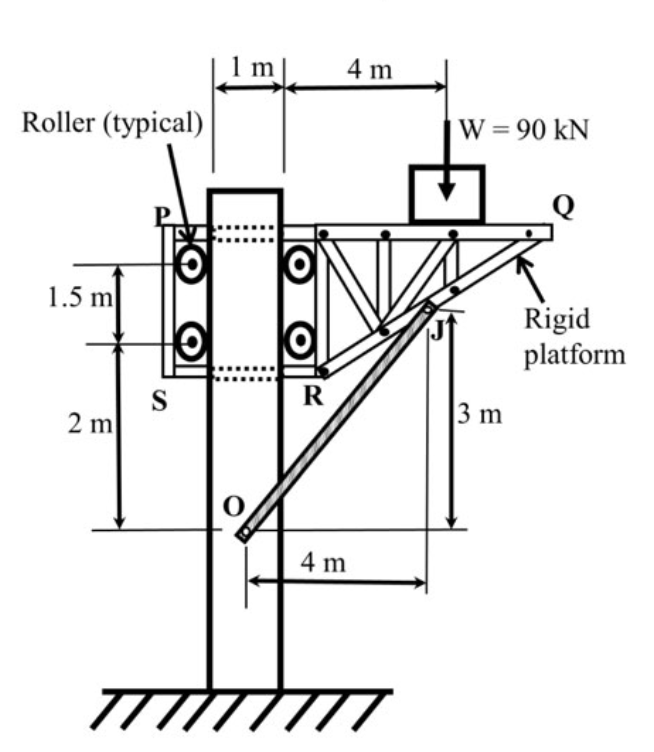 1 m
4 m
Roller (typical)
W = 90 kN
P
Q
1.5 m
J
Rigid
platform
S
R
2 m
3 m
O
4 m